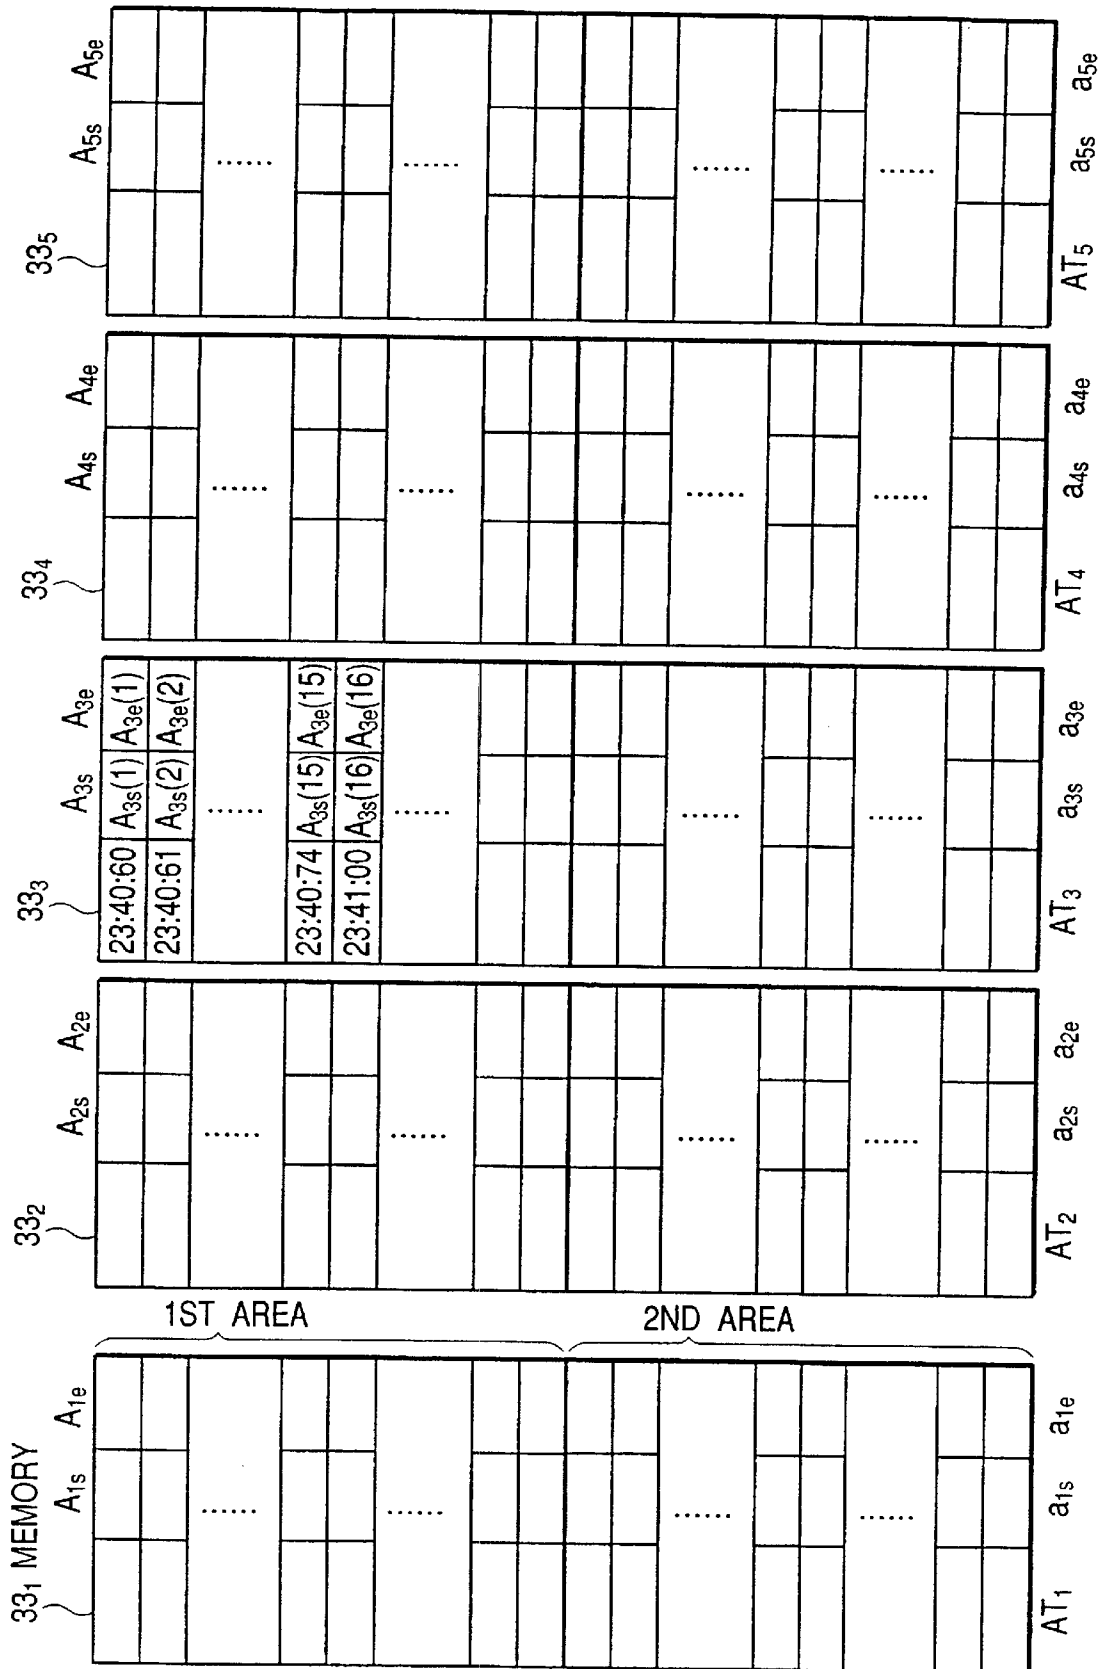 33₁ MEMORY
A₁s A₁e
1ST AREA
2ND AREA
AT₁ a₁s a₁e
33₂
A₂s A₂e
......
......
......
......
AT₂ a₂s a₂e
33₃
A₃s A₃e
23:40:60 A₃s(1) A₃e(1)
23:40:61 A₃s(2) A₃e(2)
......
23:40:74 A₃s(15) A₃e(15)
23:41:00 A₃s(16) A₃e(16)
......
......
......
AT₃ a₃s a₃e
33₄
A₄s A₄e
......
......
......
......
AT₄ a₄s a₄e
33₅
A₅s A₅e
......
......
......
......
AT₅ a₅s a₅e